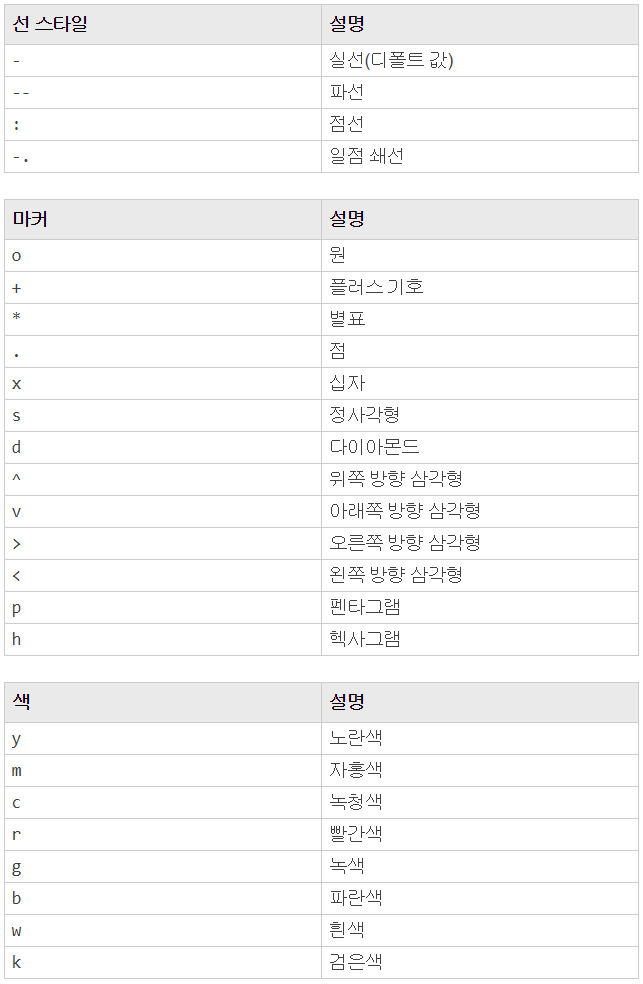 선 스타일 설명
- 실선(디폴트 값)
-- 파선
: 점선
-. 일점 쇄선
마커 설명
o 원
+ 플러스 기호
* 별표
. 점
x 십자
s 정사각형
d 다이아몬드
^ 위쪽 방향 삼각형
v 아래쪽 방향 삼각형
> 오른쪽 방향 삼각형
< 왼쪽 방향 삼각형
p 펜타그램
h 헥사그램
색 설명
y 노란색
m 자홍색
c 녹청색
r 빨간색
g 녹색
b 파란색
w 흰색
k 검은색